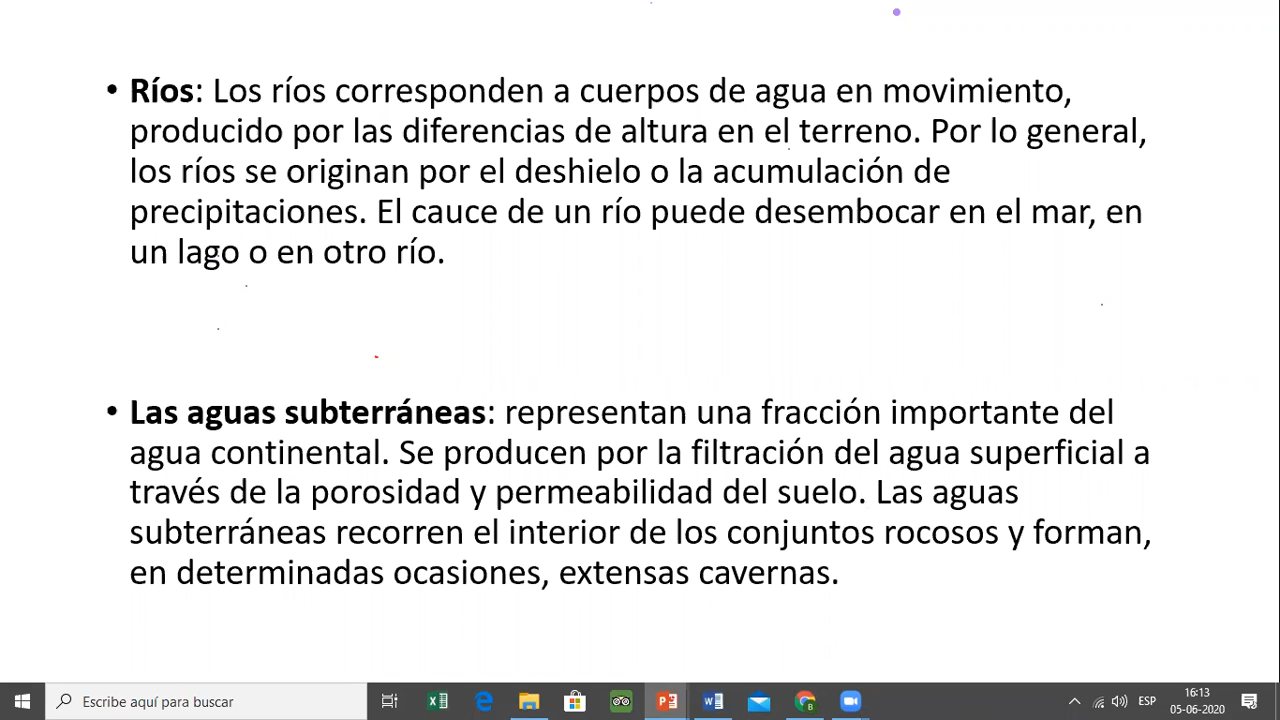 • Ríos: Los ríos corresponden a cuerpos de agua en movimiento,
producido por las diferencias de altura en el terreno. Por lo general,
los ríos se originan por el deshielo o la acumulación de
precipitaciones. El cauce de un río puede desembocar en el mar, en
un lago o en otro río.
• Las aguas subterráneas: representan una fracción importante del
agua continental. Se producen por la filtración del agua superficial a
través de la porosidad y permeabilidad del suelo. Las aguas
subterráneas recorren el interior de los conjuntos rocosos y forman,
en determinadas ocasiones, extensas cavernas.
Escribe aquí para buscar
ESP
16:13
05-06-2020